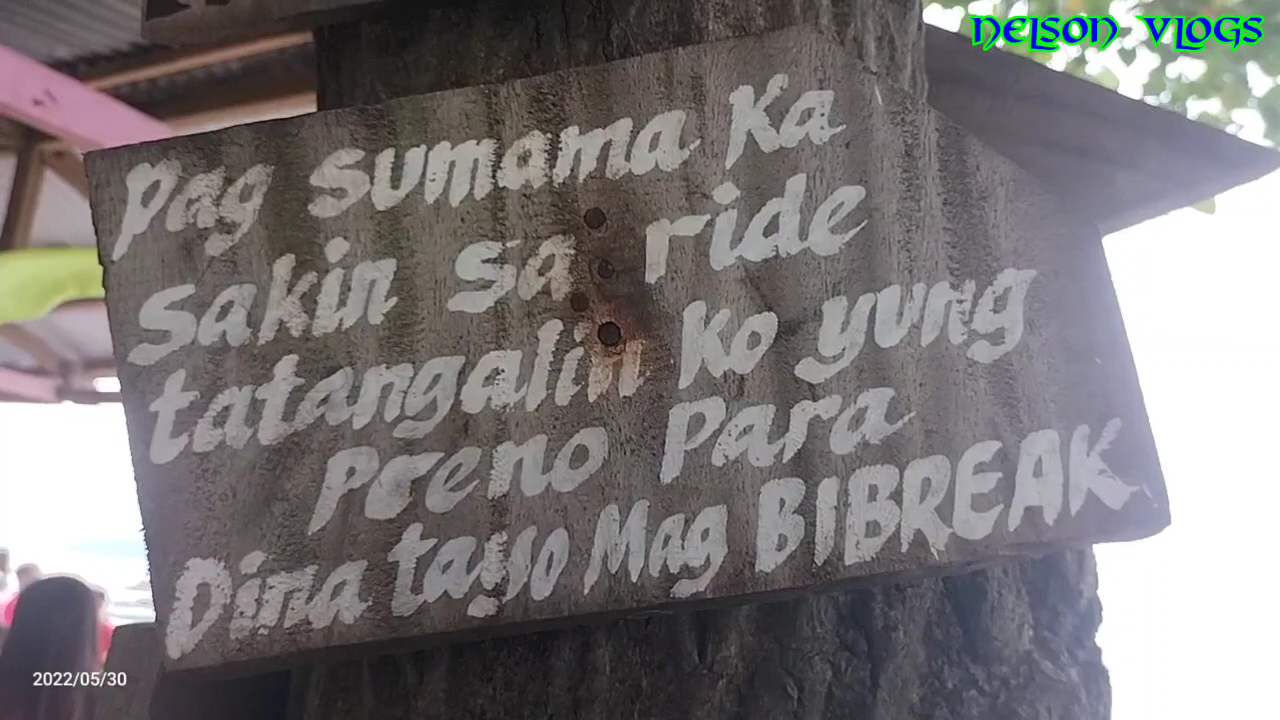 NELSON VLOGS
Pag sumama Ka
sakin sa ride
tatangalin Ko yung
Preno Para
Dina tayo Mag BIBREAK
2022/05/30